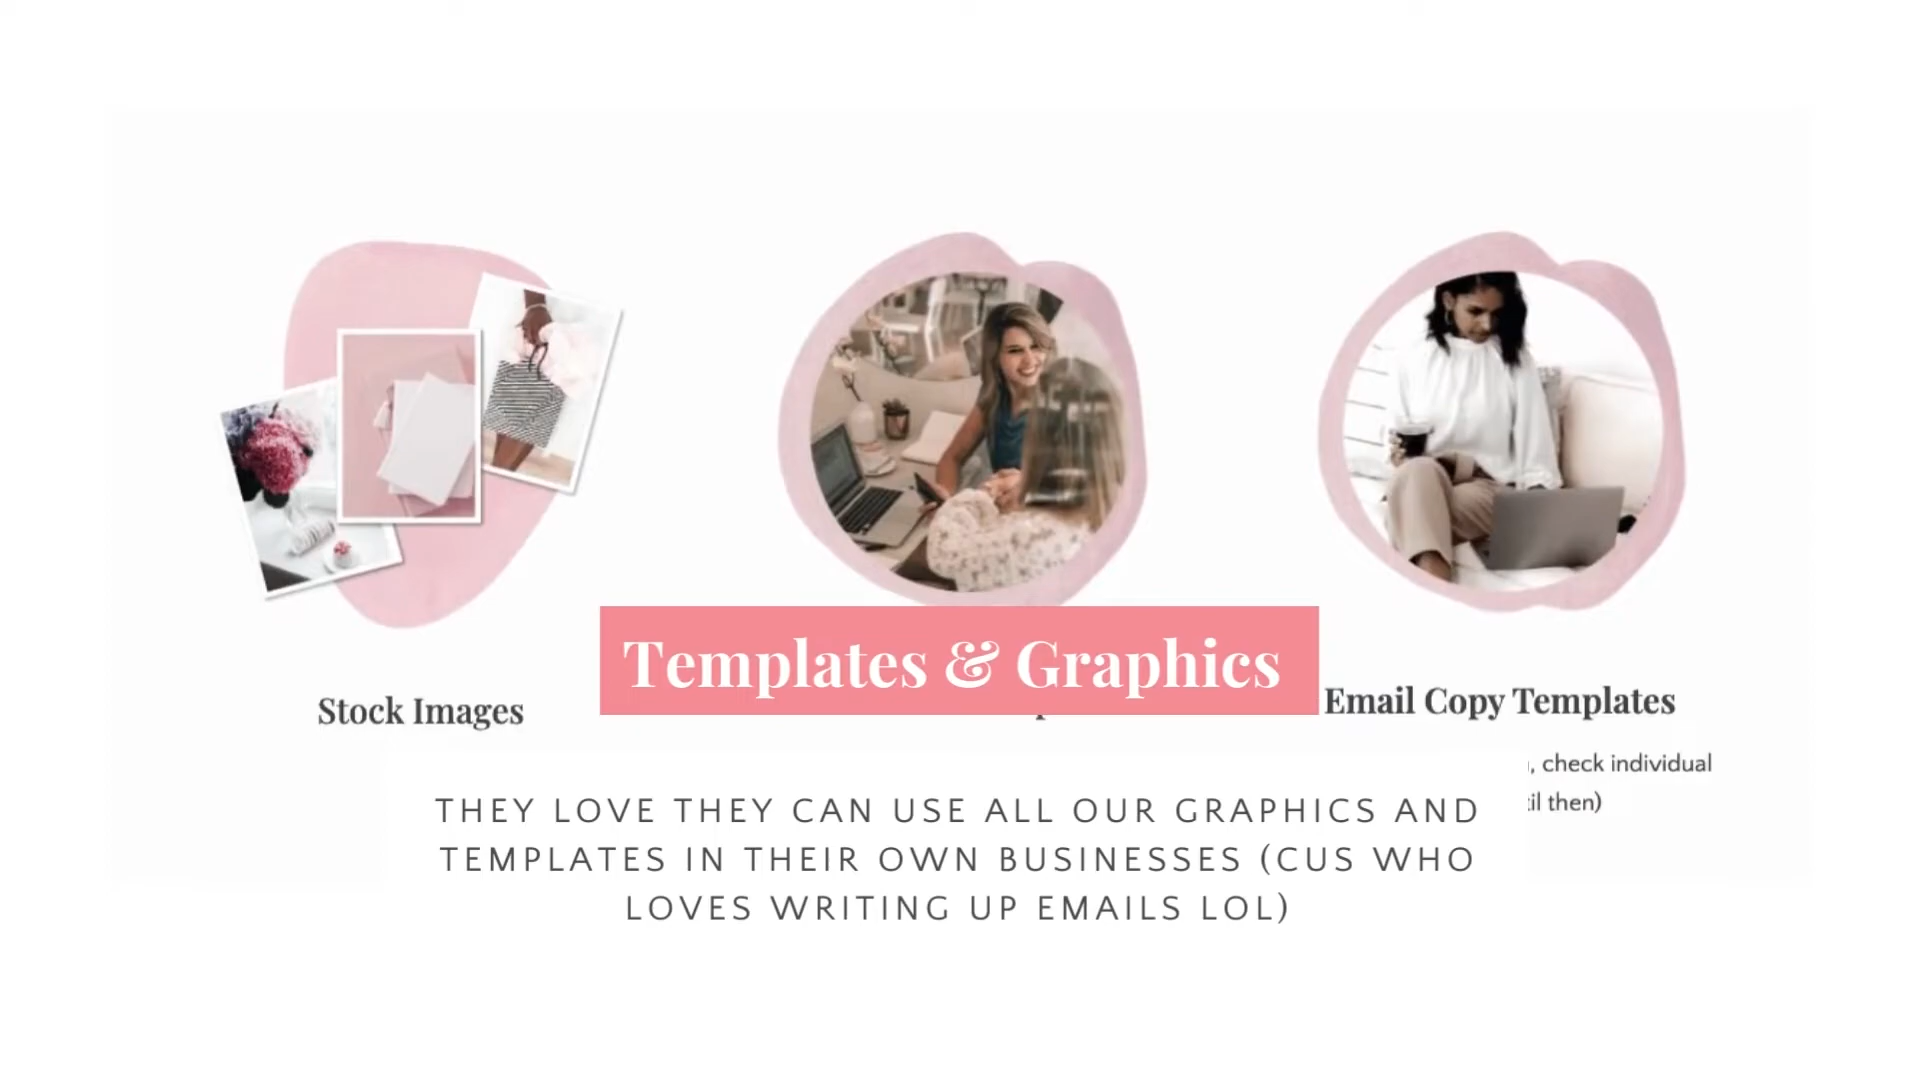 Templates & Graphics
Stock Images
Email Copy Templates
, check individual
til then)
THEY LOVE THEY CAN USE ALL OUR GRAPHICS AND
TEMPLATES IN THEIR OWN BUSINESSES (CUS WHO
LOVES WRITING UP EMAILS LOL)